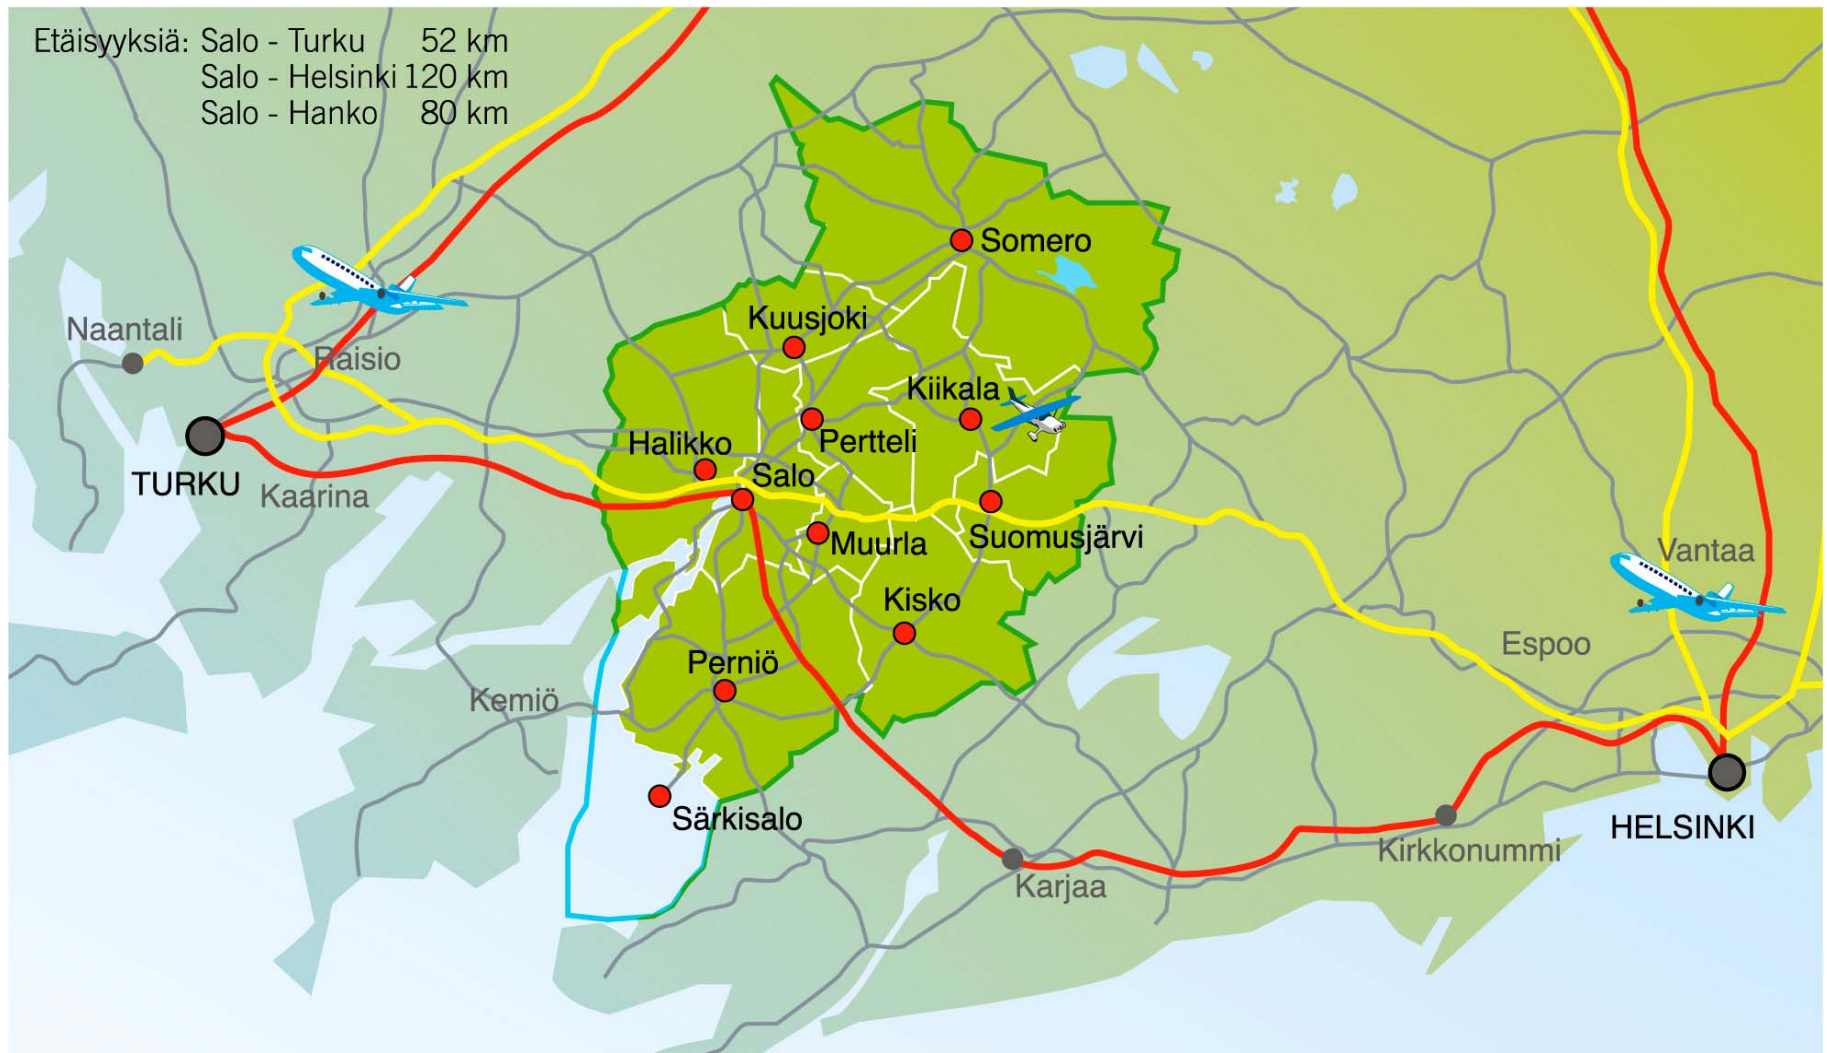 Etäisyyksiä: Salo - Turku 52 km
Salo - Helsinki 120 km
Salo - Hanko 80 km
Somero
Naantali
Kuusjoki
Raisio
Kiikala
Halikko
Pertteli
TURKU
Kaarina
Salo
Muurla
Suomusjärvi
Vantaa
Kisko
Espoo
Perniö
Kemiö
Särkisalo
HELSINKI
Kirkkonummi
Karjaa